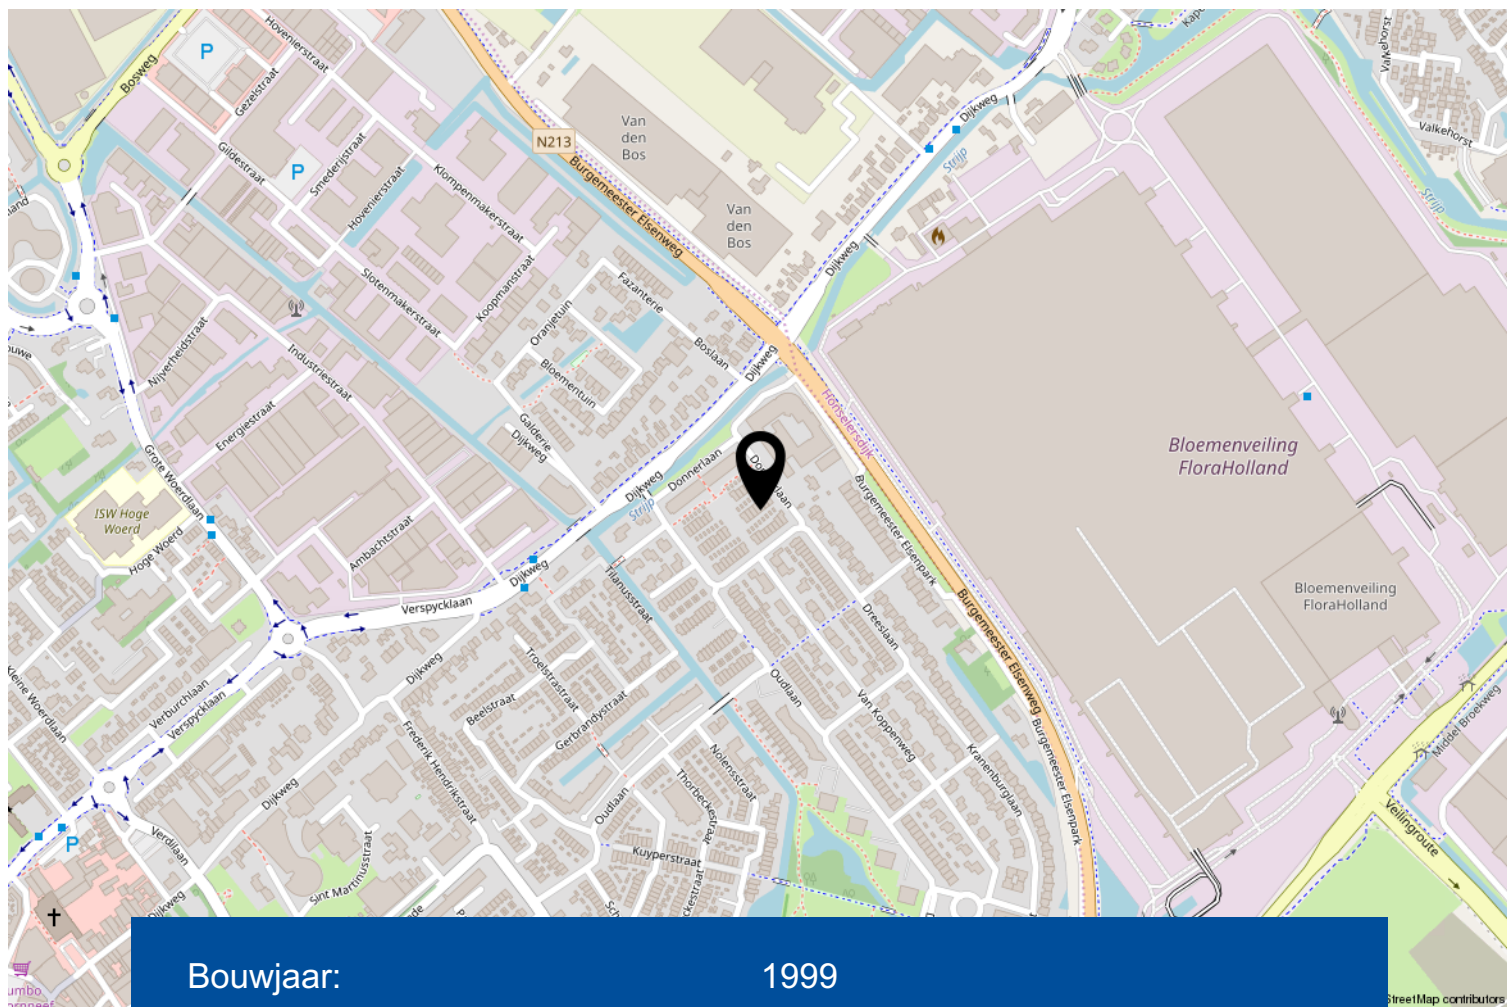 Hovenierstraat
P
Bosweg
Gezelstraat
Gildestraat
Smederijstraat
P
Hovenierstraat
Klompenmakerstraat
Slotenmakerstraat
Koopmanstraat
N213
Burgemeester Elsenweg
Van
den
Bos
Van
den
Bos
Dijkweg
Strijp
Dijkweg
Valkehorst
Valkehorst
Strijp
Fazanterie
Oranjetuin
Bloementuin
Boslaan
Dijkweg
Nijverheidstraat
Industriestraat
Energiestraat
Grote Woerdlaan
Galderie
Dijkweg
Honselersdijk
Bloemenveiling
FloraHolland
ISW Hoge
Woerd
Hoge Woerd
Ambachtstraat
Dijkweg
Strijp
Donnerlaan
Burgemeester Elsenpark
Bloemenveiling
FloraHolland
Dijkweg
Verspycklaan
Tilanusstraat
Dreeslaan
Burgemeester Elsenweg
Kleine Woerdlaan
Verburchlaan
Verspycklaan
Dijkweg
Troelstrastraat
Beelstraat
Gerbrandystraat
Oudlaan
Van Koppenweg
Kranenburglaan
Burgemeester Elsenpark
Middel Broekweg
Veilingroute
Frederik Hendrikstraat
Nolensstraat
Thorbeckestraat
Oudlaan
Kuyperstraat
Dijkweg
Verdilaan
P
Sint Martinusstraat
Dijkweg
Bouwjaar: 1999
StreetMap contributors